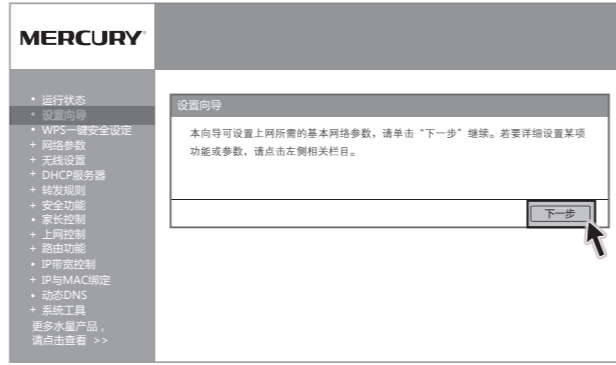 MERCURY
• 运行状态
• 设置向导
• WPS一键安全设定
+ 网络参数
+ 无线设置
+ DHCP服务器
+ 转发规则
+ 安全功能
• 家长控制
+ 上网控制
+ 路由功能
• IP带宽控制
+ IP与MAC绑定
• 动态DNS
+ 系统工具
更多水星产品，
请点击查看 >>
设置向导
本向导可设置上网所需的基本网络参数，请单击“下一步”继续。若要详细设置某项
功能或参数，请点击左侧相关栏目。
下一步